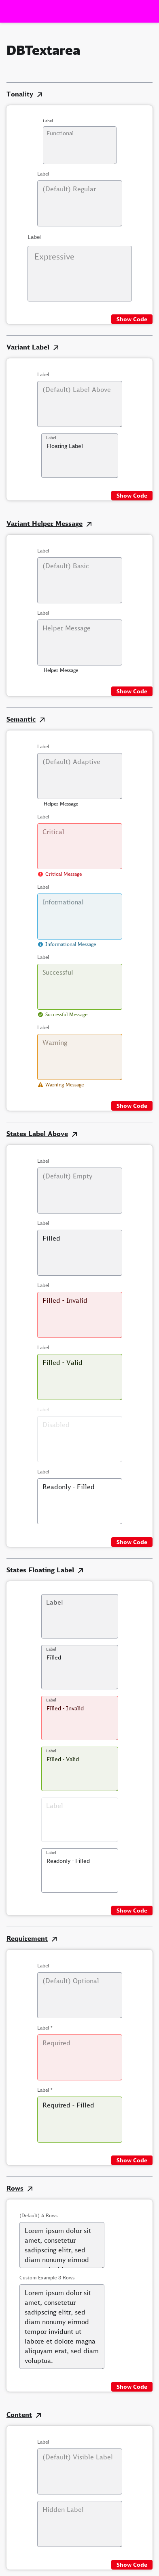 DBTextarea
Tonality
Label
Functional
Label
(Default) Regular
Label
Expressive
Show Code
Variant Label
Label
(Default) Label Above
Label
Floating Label
Show Code
Variant Helper Message
Label
(Default) Basic
Label
Helper Message
Helper Message
Show Code
Semantic
Label
(Default) Adaptive
Helper Message
Label
Critical
Critical Message
Label
Informational
Informational Message
Label
Successful
Successful Message
Label
Warning
Warning Message
Show Code
States Label Above
Label
(Default) Empty
Label
Filled
Label
Filled - Invalid
Label
Filled - Valid
Label
Disabled
Label
Readonly - Filled
Show Code
States Floating Label
Label
Label
Filled
Label
Filled - Invalid
Label
Filled - Valid
Label
Label
Readonly - Filled
Show Code
Requirement
Label
(Default) Optional
Label *
Required
Label *
Required - Filled
Show Code
Rows
(Default) 4 Rows
Lorem ipsum dolor sit
amet, consetetur
sadipscing elitr, sed
diam nonumy eirmod
Custom Example 8 Rows
Lorem ipsum dolor sit
amet, consetetur
sadipscing elitr, sed
diam nonumy eirmod
tempor invidunt ut
labore et dolore magna
aliquyam erat, sed diam
voluptua.
Show Code
Content
Label
(Default) Visible Label
Hidden Label
Show Code